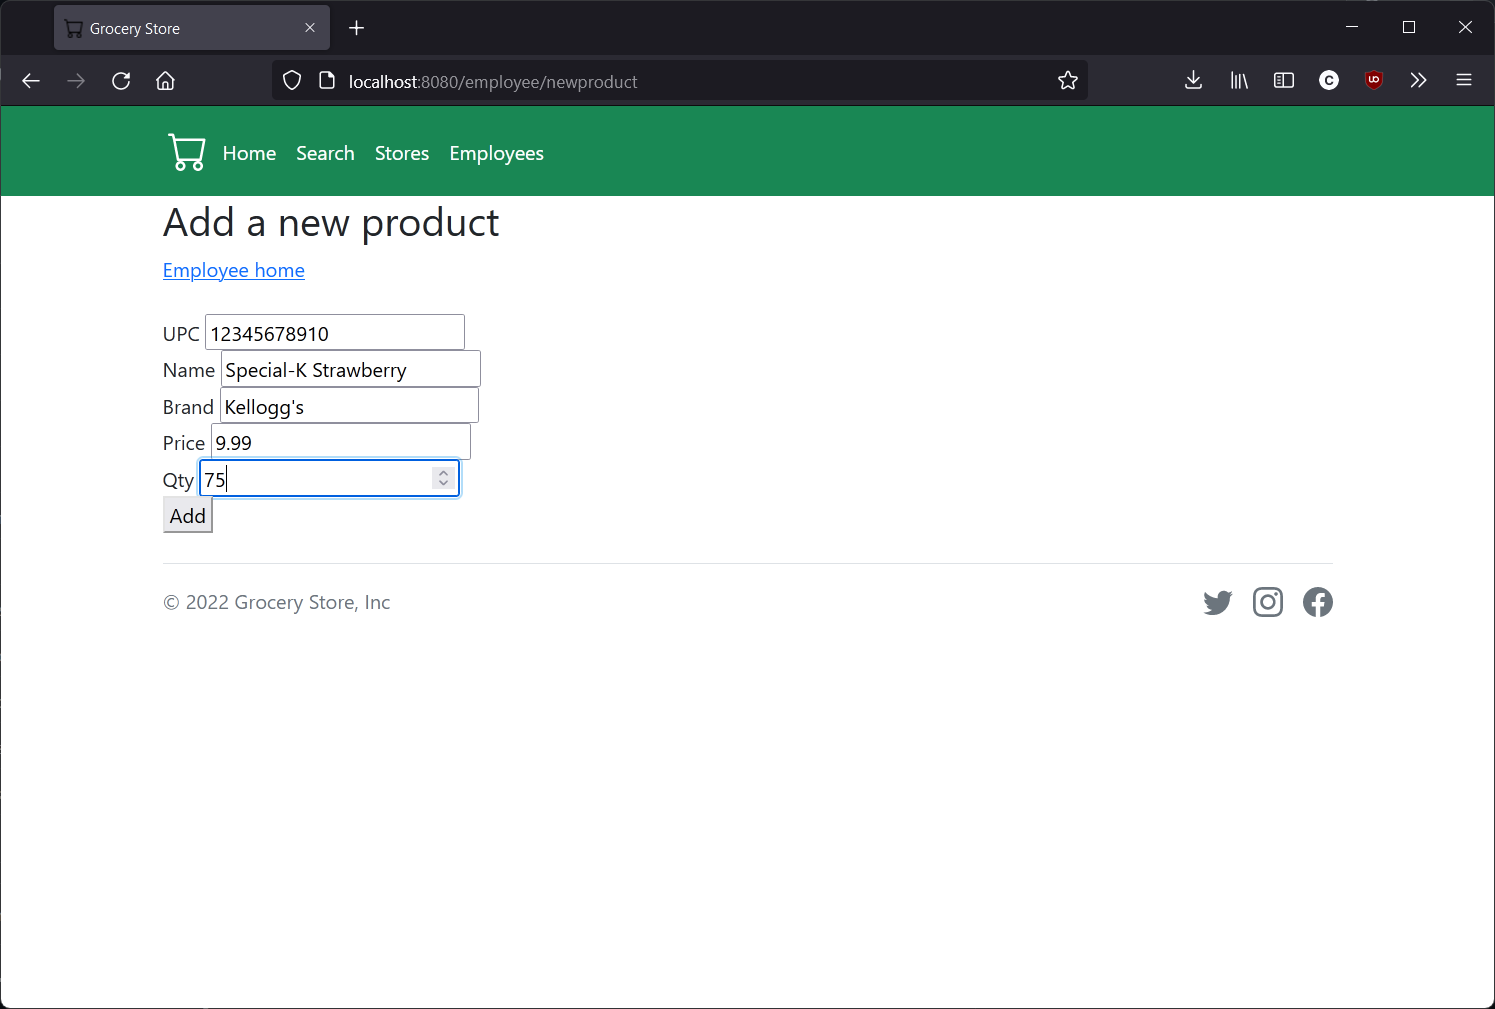 Grocery Store
localhost:8080/employee/newproduct
Home Search Stores Employees
Add a new product
Employee home
UPC 12345678910
Name Special-K Strawberry
Brand Kellogg's
Price 9.99
Qty 75
Add
© 2022 Grocery Store, Inc